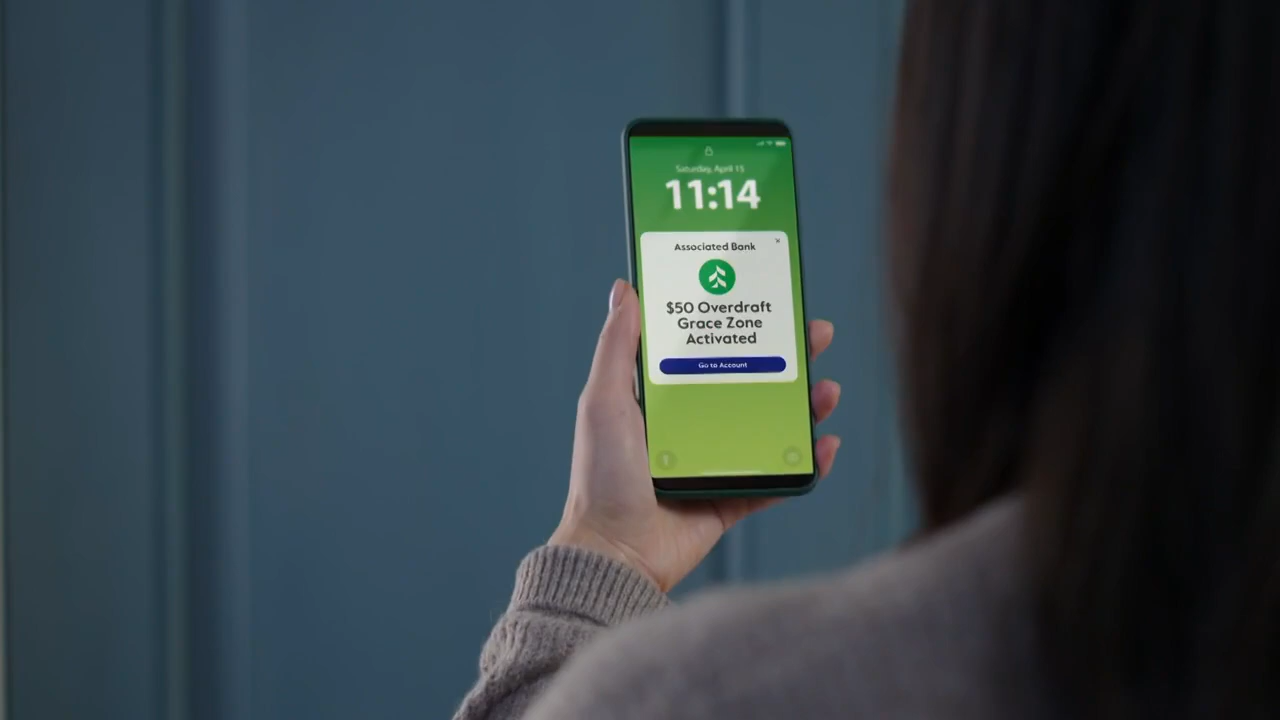 Saturday, April 15
11:14
Associated Bank
$50 Overdraft
Grace Zone
Activated
Go to Account